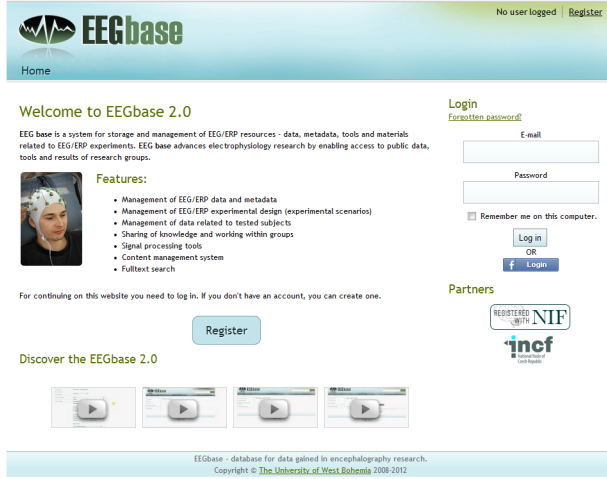 No user logged | Register
EEGbase
Home
Welcome to EEGbase 2.0
EEG base is a system for storage and management of EEG/ERP resources - data, metadata, tools and materials
related to EEG/ERP experiments. EEG base advances electrophysiology research by enabling access to public data,
tools and results of research groups.
Features:
Management of EEG/ERP data and metadata
Management of EEG/ERP experimental design (experimental scenarios)
Management of data related to tested subjects
Sharing of knowledge and working within groups
Signal processing tools
Content management system
Fulltext search
For continuing on this website you need to log in. If you don't have an account, you can create one.
Register
Discover the EEGbase 2.0
Login
Forgotten password?
E-mail
Password
Remember me on this computer.
Log in
OR
f Login
Partners
REGISTERED
WITH NIF
incf
National Node of
Czech Republic
EEGbase - database for data gained in encephalography research.
Copyright © The University of West Bohemia 2008-2012